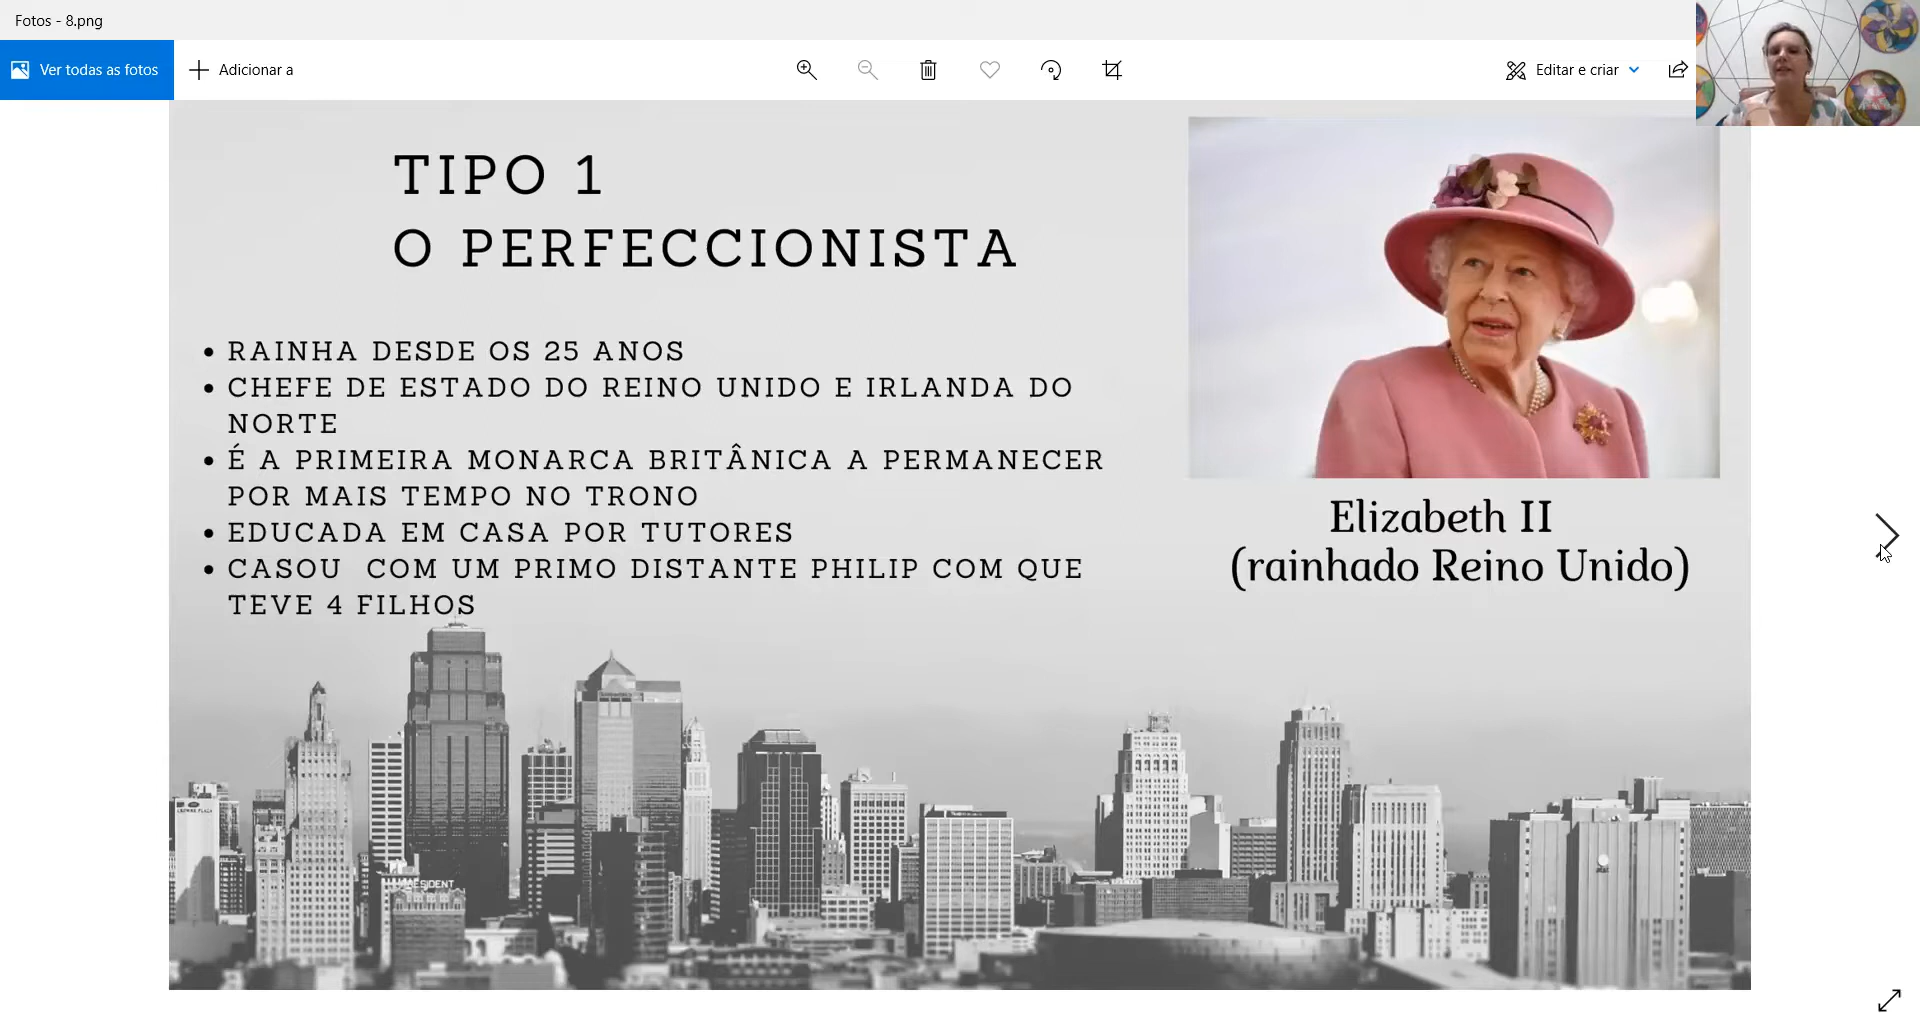 Fotos - 8.png
Ver todas as fotos
Adicionar a
Editar e criar
TIPO 1
O PERFECCIONISTA
• RAINHA DESDE OS 25 ANOS
• CHEFE DE ESTADO DO REINO UNIDO E IRLANDA DO
NORTE
• É A PRIMEIRA MONARCA BRITÂNICA A PERMANECER
POR MAIS TEMPO NO TRONO
• EDUCADA EM CASA POR TUTORES
• CASOU  COM UM PRIMO DISTANTE PHILIP COM QUE
TEVE 4 FILHOS
Elizabeth II
(rainhado Reino Unido)